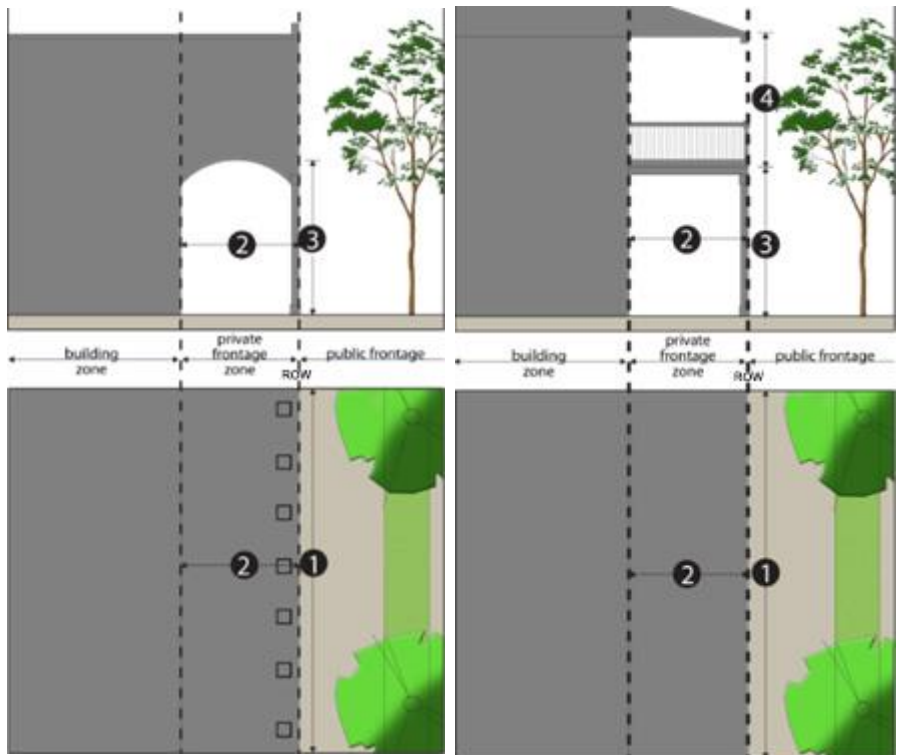 2
3
building
zone
private
frontage
zone
public frontage
ROW
2
1
4
2
3
building
zone
private
frontage
zone
public frontage
ROW
2
1